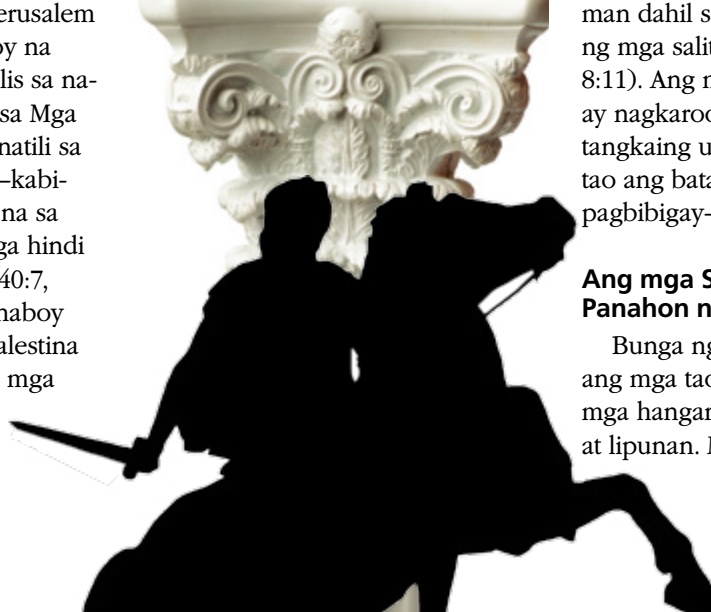 erusalem
oy na
lis sa na-
sa Mga
natili sa
–kabi-
na sa
ga hindi
40:7,
naboy
alestina
mga
man dahil s
ng mga salit
8:11). Ang m
ay nagkaroo
tangkaing u
tao ang bata
pagbibigay-
Ang mga S
Panahon n
Bunga ng
ang mga tao
mga hangar
at lipunan. M